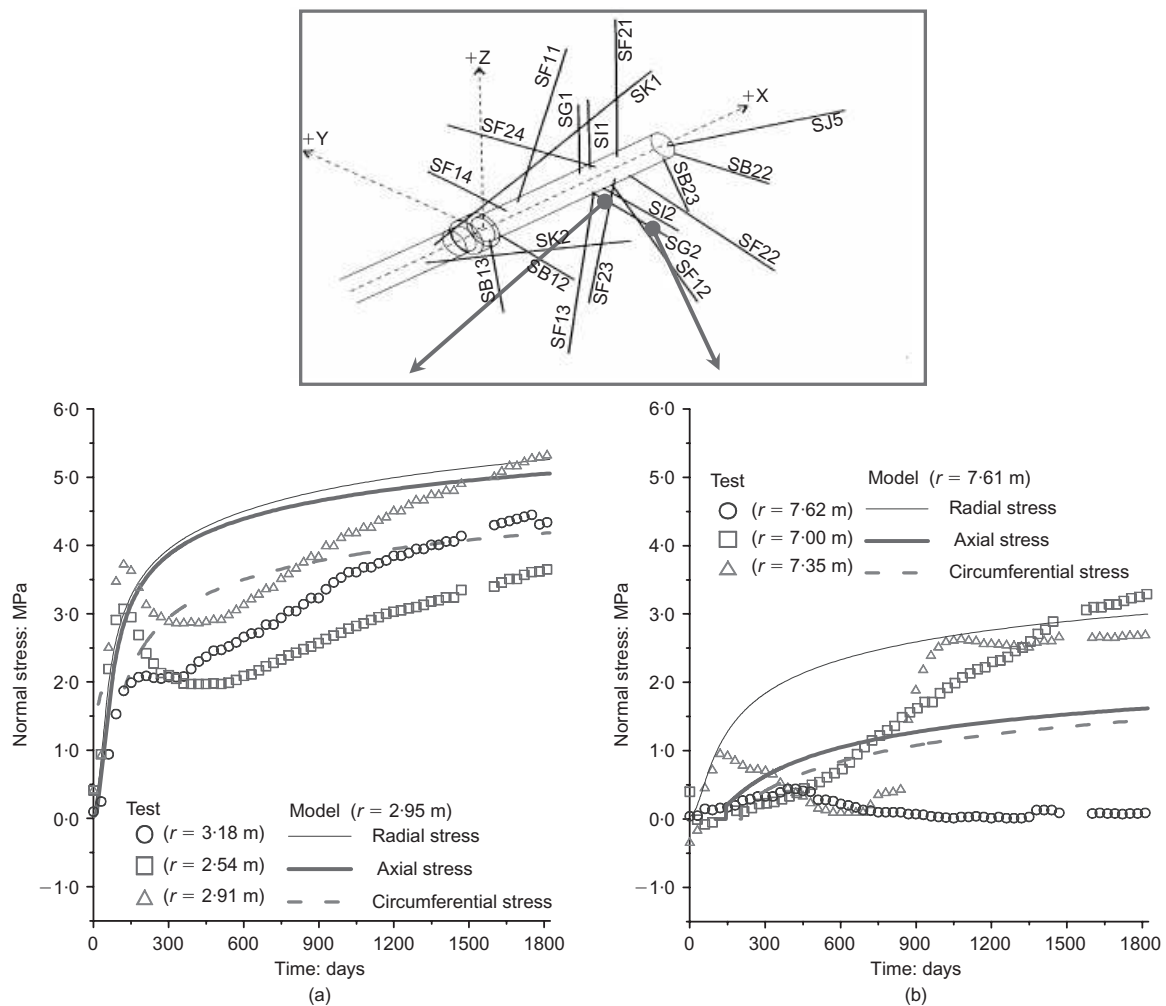 SF21
SF11
+Z
SG1
SI1
SK1
+X
SJ5
SF24
+Y
SF14
SB22
SB23
SI2
SK2
SG2
SF22
SB12
SB13
SF23
SF12
SF13
6·0
5·0
4·0
3·0
2·0
1·0
0·0
−1·0
Normal stress: MPa
Test
(r = 3·18 m)
(r = 2·54 m)
(r = 2·91 m)
Model (r = 2·95 m)
Radial stress
Axial stress
Circumferential stress
0 300 600 900 1200 1500 1800
Time: days
(a)
6·0
5·0
4·0
3·0
2·0
1·0
0·0
−1·0
Normal stress: MPa
Test
(r = 7·62 m)
(r = 7·00 m)
(r = 7·35 m)
Model (r = 7·61 m)
Radial stress
Axial stress
Circumferential stress
0 300 600 900 1200 1500 1800
Time: days
(b)